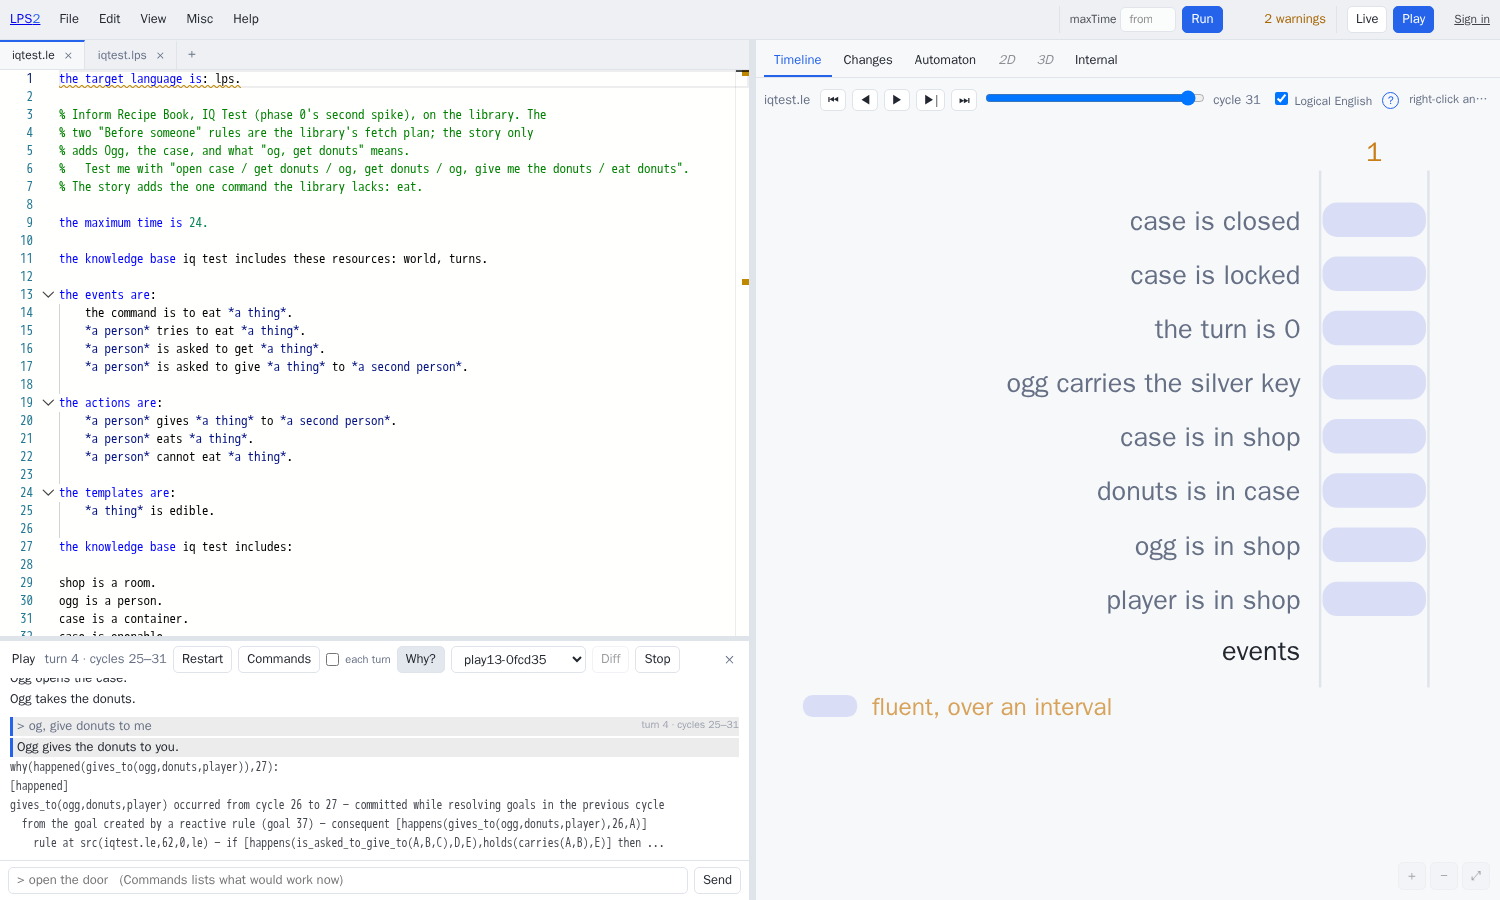 LPS2 File Edit View Misc Help maxTime from Run 2 warnings Live Play Sign in
iqtest.le × iqtest.lps × +
1 the target language is: lps.
2
3 % Inform Recipe Book, IQ Test (phase 0's second spike), on the library. The
4 % two "Before someone" rules are the library's fetch plan; the story only
5 % adds Ogg, the case, and what "og, get donuts" means.
6 %   Test me with "open case / get donuts / og, get donuts / og, give me the donuts / eat donuts".
7 % The story adds the one command the library lacks: eat.
8
9 the maximum time is 24.
10
11 the knowledge base iq test includes these resources: world, turns.
12
13 the events are:
14 the command is to eat *a thing*.
15 *a person* tries to eat *a thing*.
16 *a person* is asked to get *a thing*.
17 *a person* is asked to give *a thing* to *a second person*.
18
19 the actions are:
20 *a person* gives *a thing* to *a second person*.
21 *a person* eats *a thing*.
22 *a person* cannot eat *a thing*.
23
24 the templates are:
25 *a thing* is edible.
26
27 the knowledge base iq test includes:
28
29 shop is a room.
30 ogg is a person.
31 case is a container.
32 case is openable.
Play turn 4 · cycles 25–31 Restart Commands each turn Why? play13-0fcd35 Diff Stop ×
Ogg opens the case.
Ogg takes the donuts.
> og, give donuts to me turn 4 · cycles 25–31
Ogg gives the donuts to you.
why(happened(gives_to(ogg,donuts,player)),27):
[happened]
gives_to(ogg,donuts,player) occurred from cycle 26 to 27 — committed while resolving goals in the previous cycle
from the goal created by a reactive rule (goal 37) — consequent [happens(gives_to(ogg,donuts,player),26,A)]
rule at src(iqtest.le,62,0,le) — if [happens(is_asked_to_give_to(A,B,C),D,E),holds(carries(A,B),E)] then ...
> open the door (Commands lists what would work now) Send
Timeline Changes Automaton 2D 3D Internal
iqtest.le cycle 31 Logical English ? right-click an···
1
case is closed
case is locked
the turn is 0
ogg carries the silver key
case is in shop
donuts is in case
ogg is in shop
player is in shop
events
fluent, over an interval
+ −